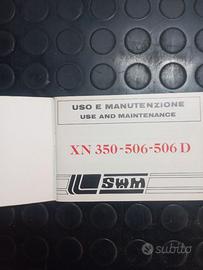 USO E MANUTENZIONE
USE AND MAINTENANCE
XN 350-506-506 D
SWM
subito